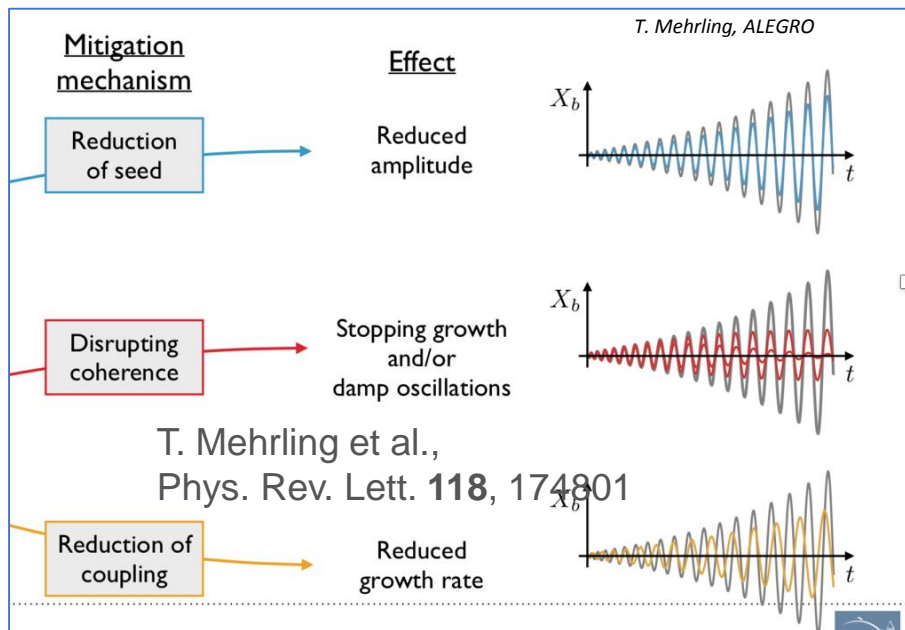 T. Mehrling, ALEGRO
Mitigation
mechanism
Effect
Reduction
of seed
Reduced
amplitude
X_b
t
Disrupting
coherence
Stopping growth
and/or
damp oscillations
X_b
t
T. Mehrling et al.,
Phys. Rev. Lett. 118, 174801
Reduction of
coupling
Reduced
growth rate
X_b
t